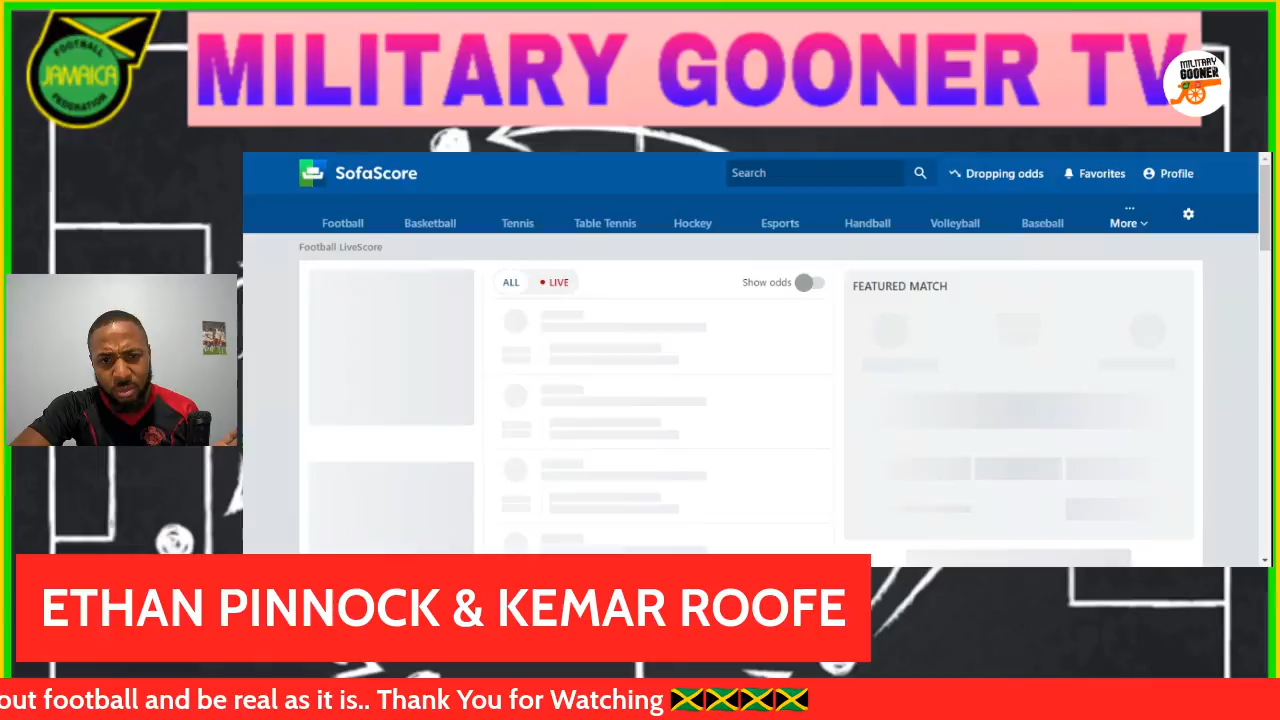 FOOTBALL
JAMAICA
FEDERATION
MILITARY GOONER TV
MILITARY
GOONER
SofaScore
Search
Dropping odds
Favorites
Profile
Football
Basketball
Tennis
Table Tennis
Hockey
Esports
Handball
Volleyball
Baseball
... More
Football LiveScore
ALL
LIVE
Show odds
FEATURED MATCH
ETHAN PINNOCK & KEMAR ROOFE
out football and be real as it is.. Thank You for Watching 🇯🇲🇯🇲🇯🇲🇯🇲